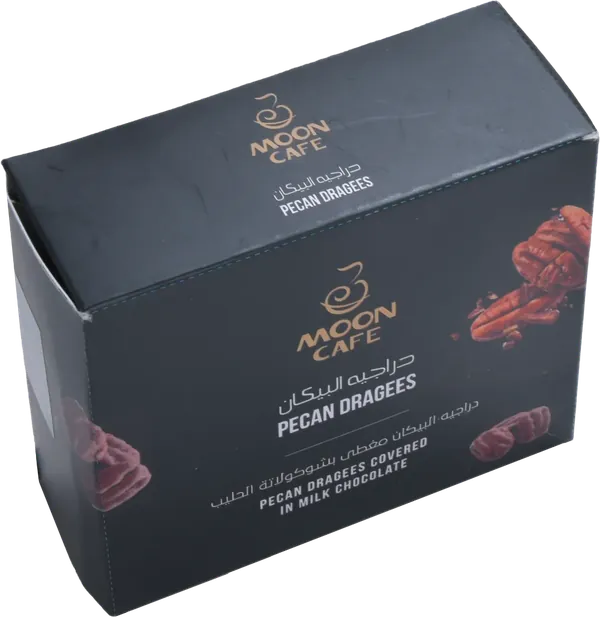 MOON
CAFE
دراجيه البيكان
PECAN DRAGEES
MOON
CAFE
دراجيه البيكان
PECAN DRAGEES
دراجيه البيكان مغطى بشوكولاتة الحليب
PECAN DRAGEES COVERED
IN MILK CHOCOLATE